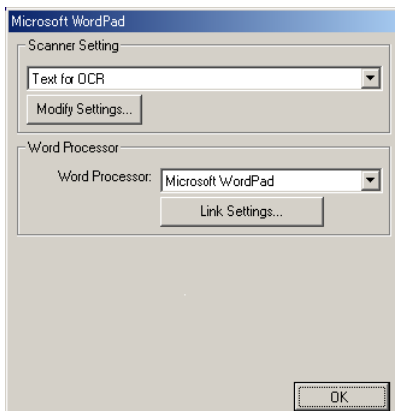 Microsoft WordPad
Scanner Setting
Text for OCR
Modify Settings...
Word Processor
Word Processor: Microsoft WordPad
Link Settings...
OK